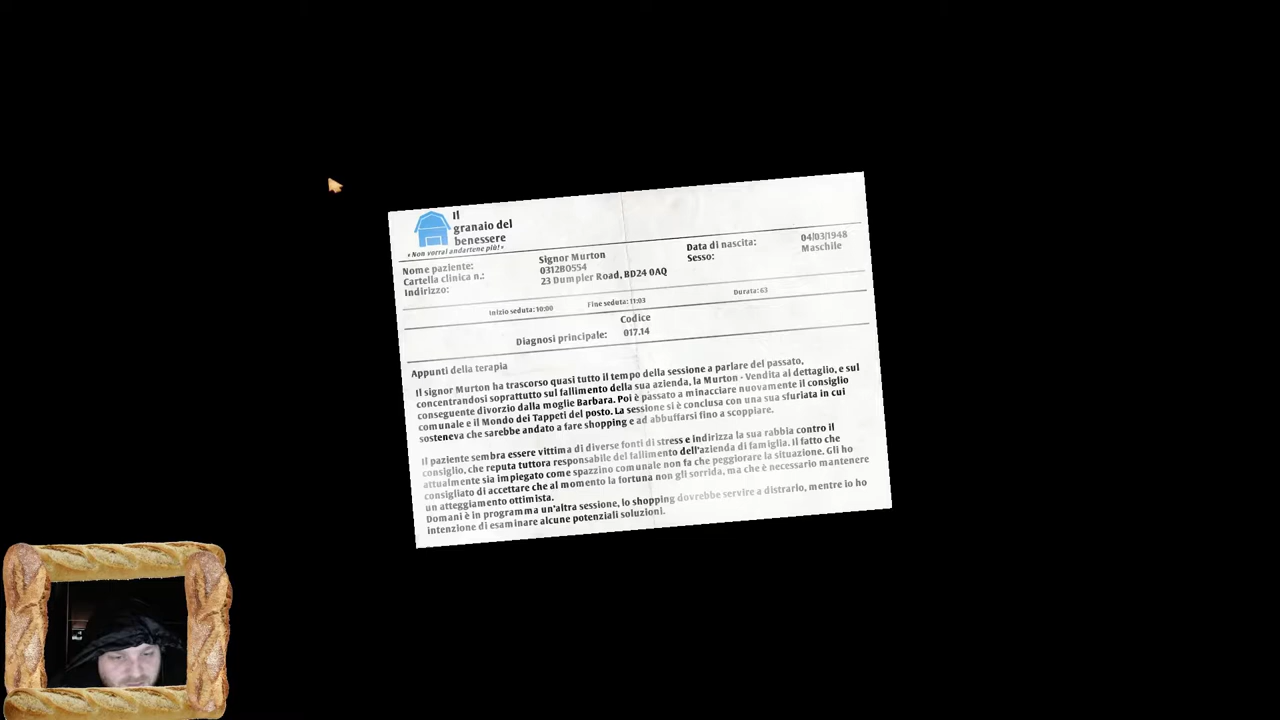 Il
granaio del
benessere
«Non vorrai andartene più!»
Nome paziente: Signor Murton Data di nascita: 04/03/1948
Cartella clinica n.: 031280554 Sesso: Maschile
Indirizzo: 23 Dumpler Road, BD24 0AQ
Inizio seduta: 10:00 Fine seduta: 11:03 Durata: 63
Codice
Diagnosi principale: 017.14
Appunti della terapia
Il signor Murton ha trascorso quasi tutto il tempo della sessione a parlare del passato,
concentrandosi soprattutto sul fallimento della sua azienda, la Murton - Vendita al dettaglio, e sul
conseguente divorzio dalla moglie Barbara. Poi è passato a minacciare nuovamente il consiglio
comunale e il Mondo dei Tappeti del posto. La sessione si è conclusa con una sua sfuriata in cui
sosteneva che sarebbe andato a fare shopping e ad abbuffarsi fino a scoppiare.
Il paziente sembra essere vittima di diverse fonti di stress e indirizza la sua rabbia contro il
consiglio, che reputa tuttora responsabile del fallimento dell'azienda di famiglia. Il fatto che
attualmente sia impiegato come spazzino comunale non fa che peggiorare la situazione. Gli ho
consigliato di accettare che al momento la fortuna non gli sorrida, ma che è necessario mantenere
un atteggiamento ottimista.
Domani è in programma un'altra sessione, lo shopping dovrebbe servire a distrarlo, mentre io ho
intenzione di esaminare alcune potenziali soluzioni.